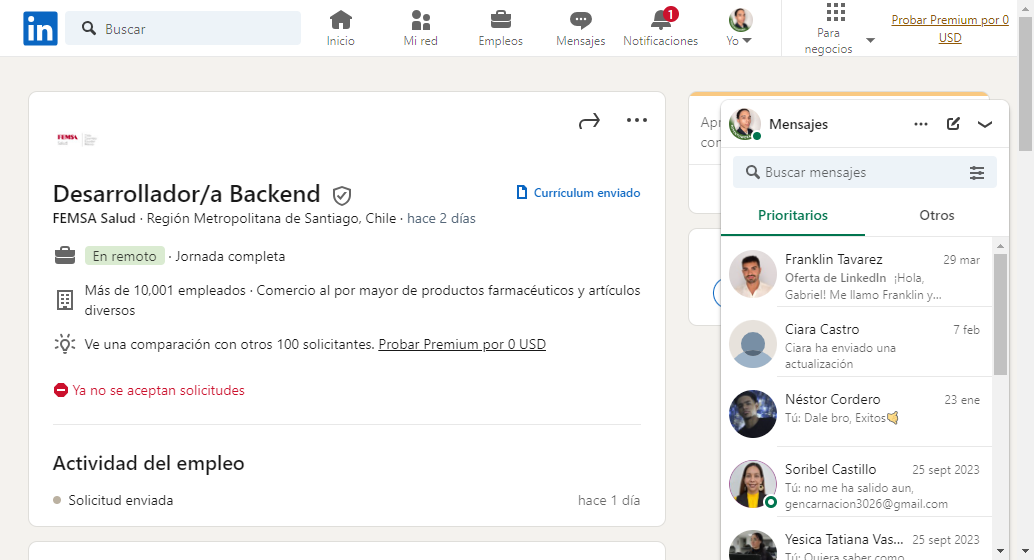 in
Buscar
Inicio
Mi red
Empleos
Mensajes
1
Notificaciones
Yo
Para
negocios
Probar Premium por 0
USD
FEMSA
Salud
Desarrollador/a Backend
Currículum enviado
FEMSA Salud · Región Metropolitana de Santiago, Chile · hace 2 días
En remoto · Jornada completa
Más de 10,001 empleados · Comercio al por mayor de productos farmacéuticos y artículos
diversos
Ve una comparación con otros 100 solicitantes. Probar Premium por 0 USD
Ya no se aceptan solicitudes
Actividad del empleo
Solicitud enviada
hace 1 día
Mensajes
Buscar mensajes
Prioritarios
Otros
Franklin Tavarez
29 mar
Oferta de LinkedIn ¡Hola,
Gabriel! Me llamo Franklin y...
Ciara Castro
7 feb
Ciara ha enviado una
actualización
Néstor Cordero
23 ene
Tú: Dale bro, Exitos
Soribel Castillo
25 sept 2023
Tú: no me ha salido aun,
gencarnacion3026@gmail.com
Yesica Tatiana Vas...
25 sept 2023
Tú: Quiera saber como